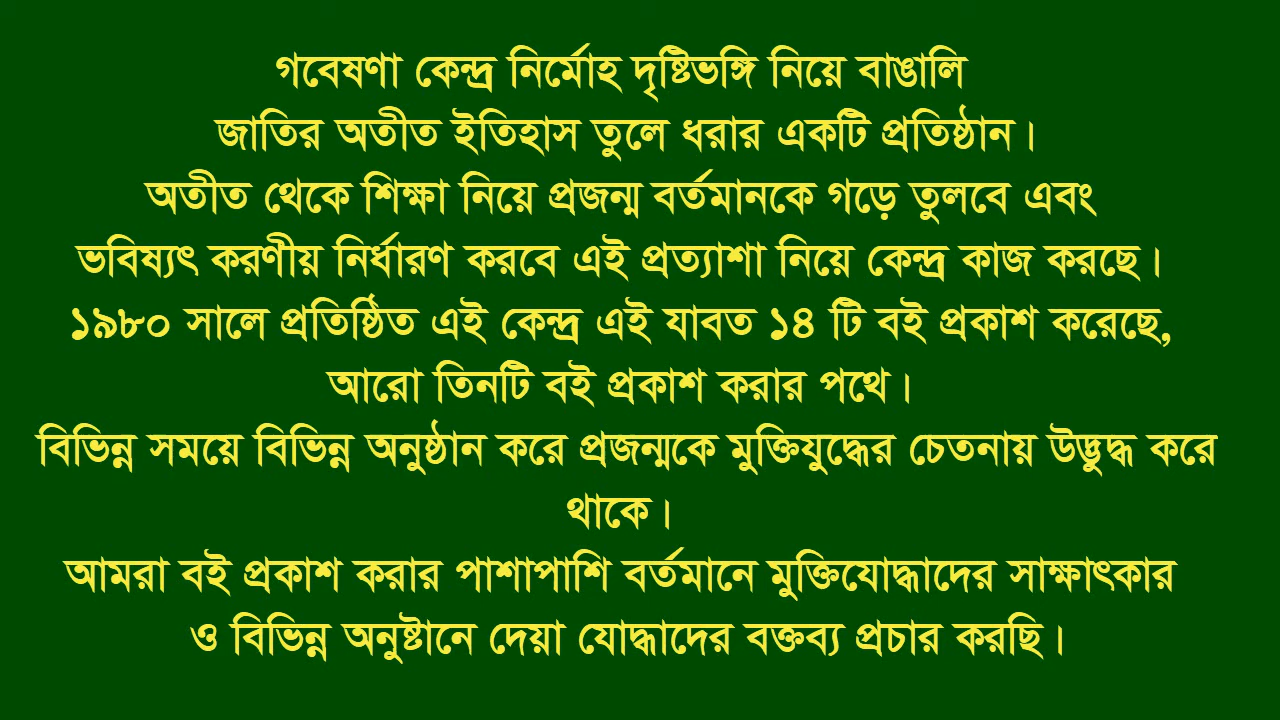 গবেষণা কেন্দ্র নির্মোহ দৃষ্টিভঙ্গি নিয়ে বাঙালি
জাতির অতীত ইতিহাস তুলে ধরার একটি প্রতিষ্ঠান।
অতীত থেকে শিক্ষা নিয়ে প্রজন্ম বর্তমানকে গড়ে তুলবে এবং
ভবিষ্যৎ করণীয় নির্ধারণ করবে এই প্রত্যাশা নিয়ে কেন্দ্র কাজ করছে।
১৯৮০ সালে প্রতিষ্ঠিত এই কেন্দ্র এই যাবত ১৪ টি বই প্রকাশ করেছে,
আরো তিনটি বই প্রকাশ করার পথে।
বিভিন্ন সময়ে বিভিন্ন অনুষ্ঠান করে প্রজন্মকে মুক্তিযুদ্ধের চেতনায় উদ্ভুদ্ধ করে
থাকে।
আমরা বই প্রকাশ করার পাশাপাশি বর্তমানে মুক্তিযোদ্ধাদের সাক্ষাৎকার
ও বিভিন্ন অনুষ্টানে দেয়া যোদ্ধাদের বক্তব্য প্রচার করছি।